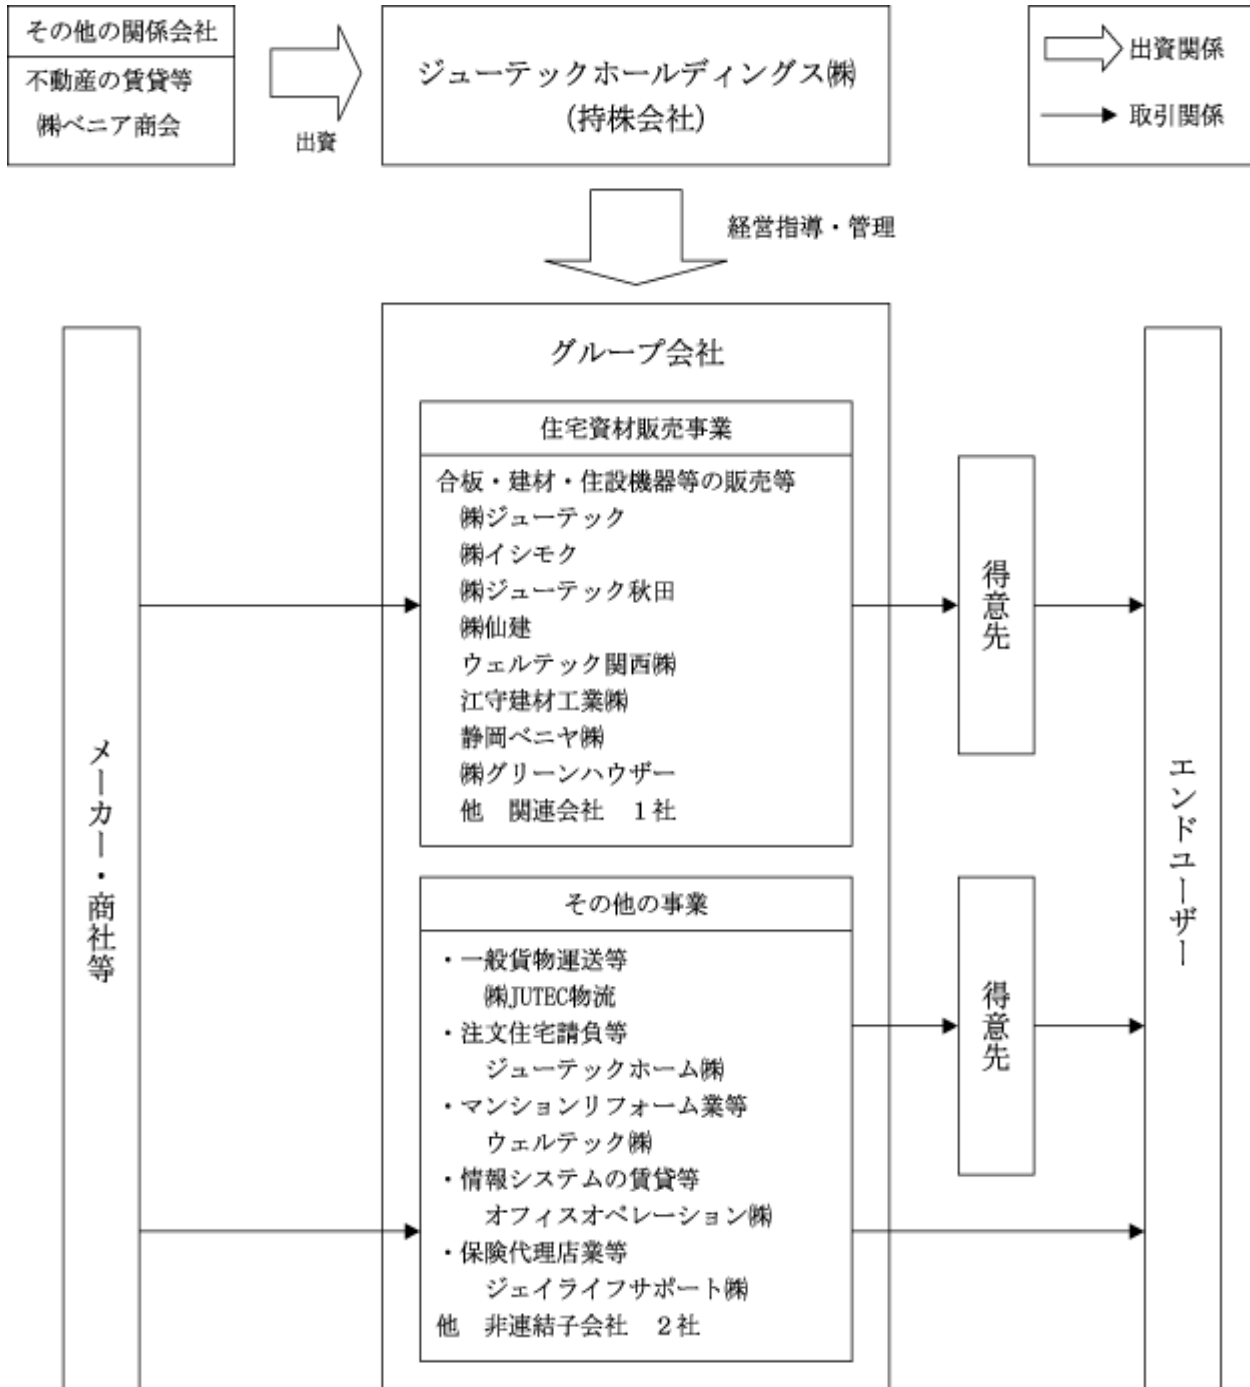 その他の関係会社
不動産の賃貸等
㈱ベニア商会
出資
ジューテックホールディングス㈱
(持株会社)
出資関係
取引関係
経営指導・管理
グループ会社
住宅資材販売事業
合板・建材・住設機器等の販売等
㈱ジューテック
㈱イシモク
㈱ジューテック秋田
㈱仙建
ウェルテック関西㈱
江守建材工業㈱
静岡ベニヤ㈱
㈱グリーンハウザー
他　関連会社　1社
その他の事業
・一般貨物運送等
㈱JUTEC物流
・注文住宅請負等
ジューテックホーム㈱
・マンションリフォーム業等
ウェルテック㈱
・情報システムの賃貸等
オフィスオペレーション㈱
・保険代理店業等
ジェイライフサポート㈱
他　非連結子会社　2社
メーカー・商社等
得意先
得意先
エンドユーザー